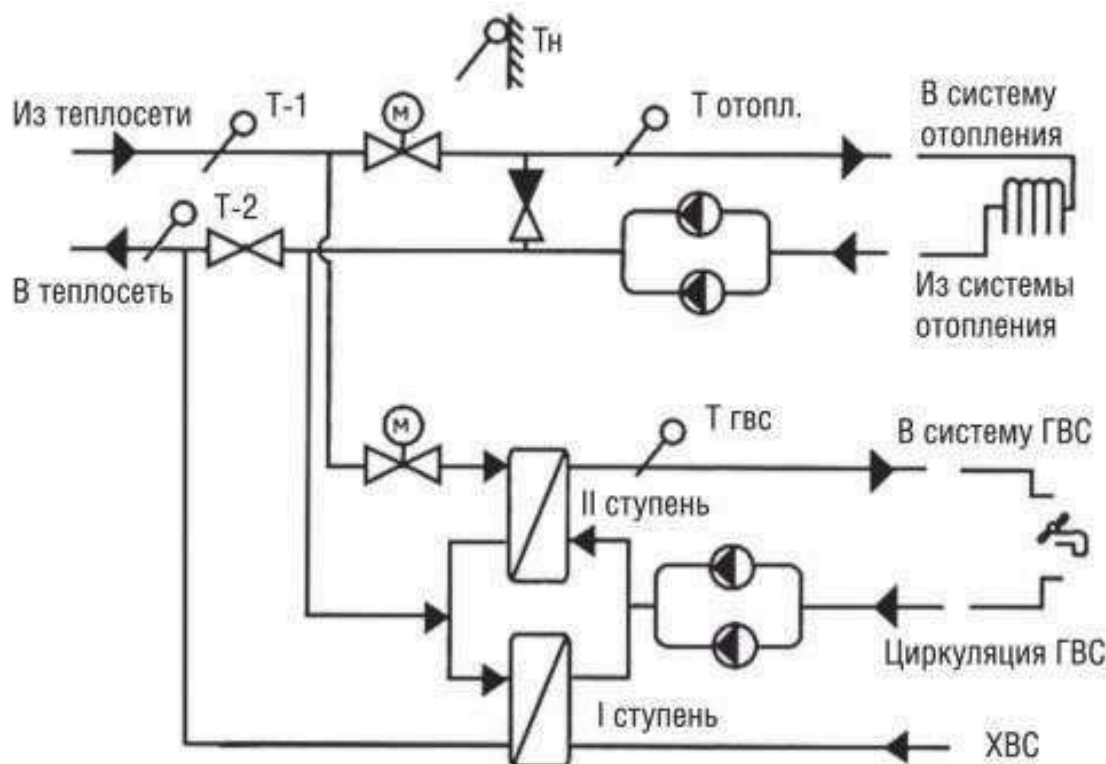 Тн
Из теплосети
Т-1
Т отопл.
В систему
отопления
М
Т-2
В теплосеть
Из системы
отопления
М
Т гвс
В систему ГВС
II ступень
Циркуляция ГВС
I ступень
ХВС